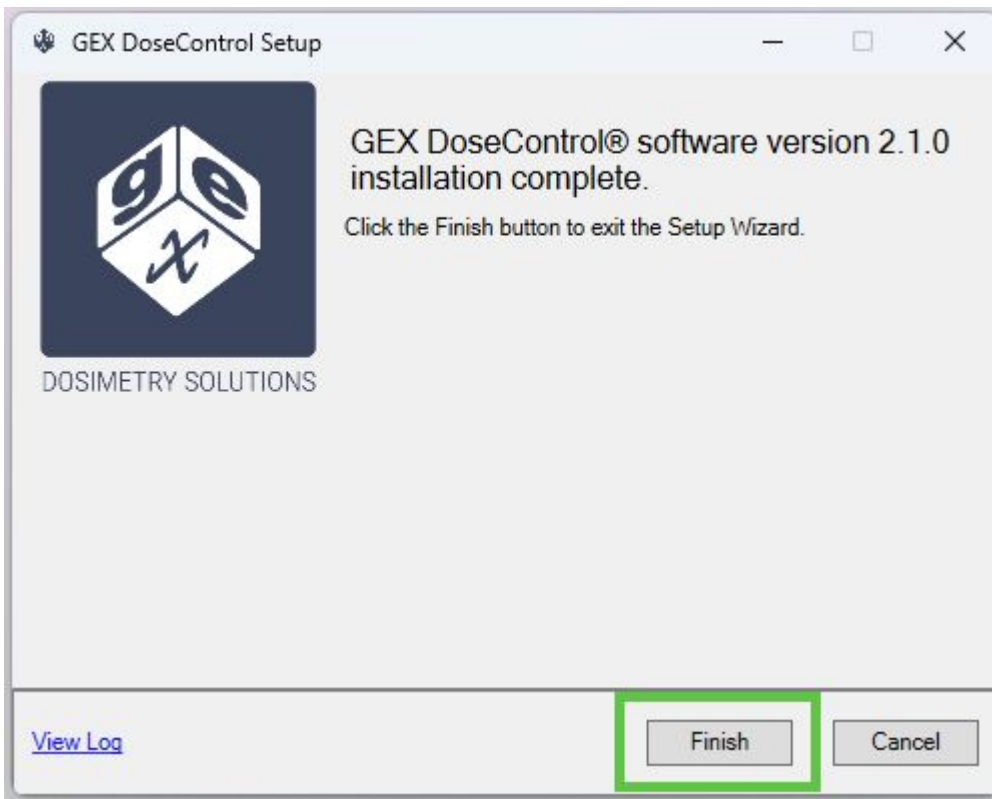 GEX DoseControl Setup
gex
DOSIMETRY SOLUTIONS
GEX DoseControl® software version 2.1.0
installation complete.
Click the Finish button to exit the Setup Wizard.
View Log
Finish
Cancel